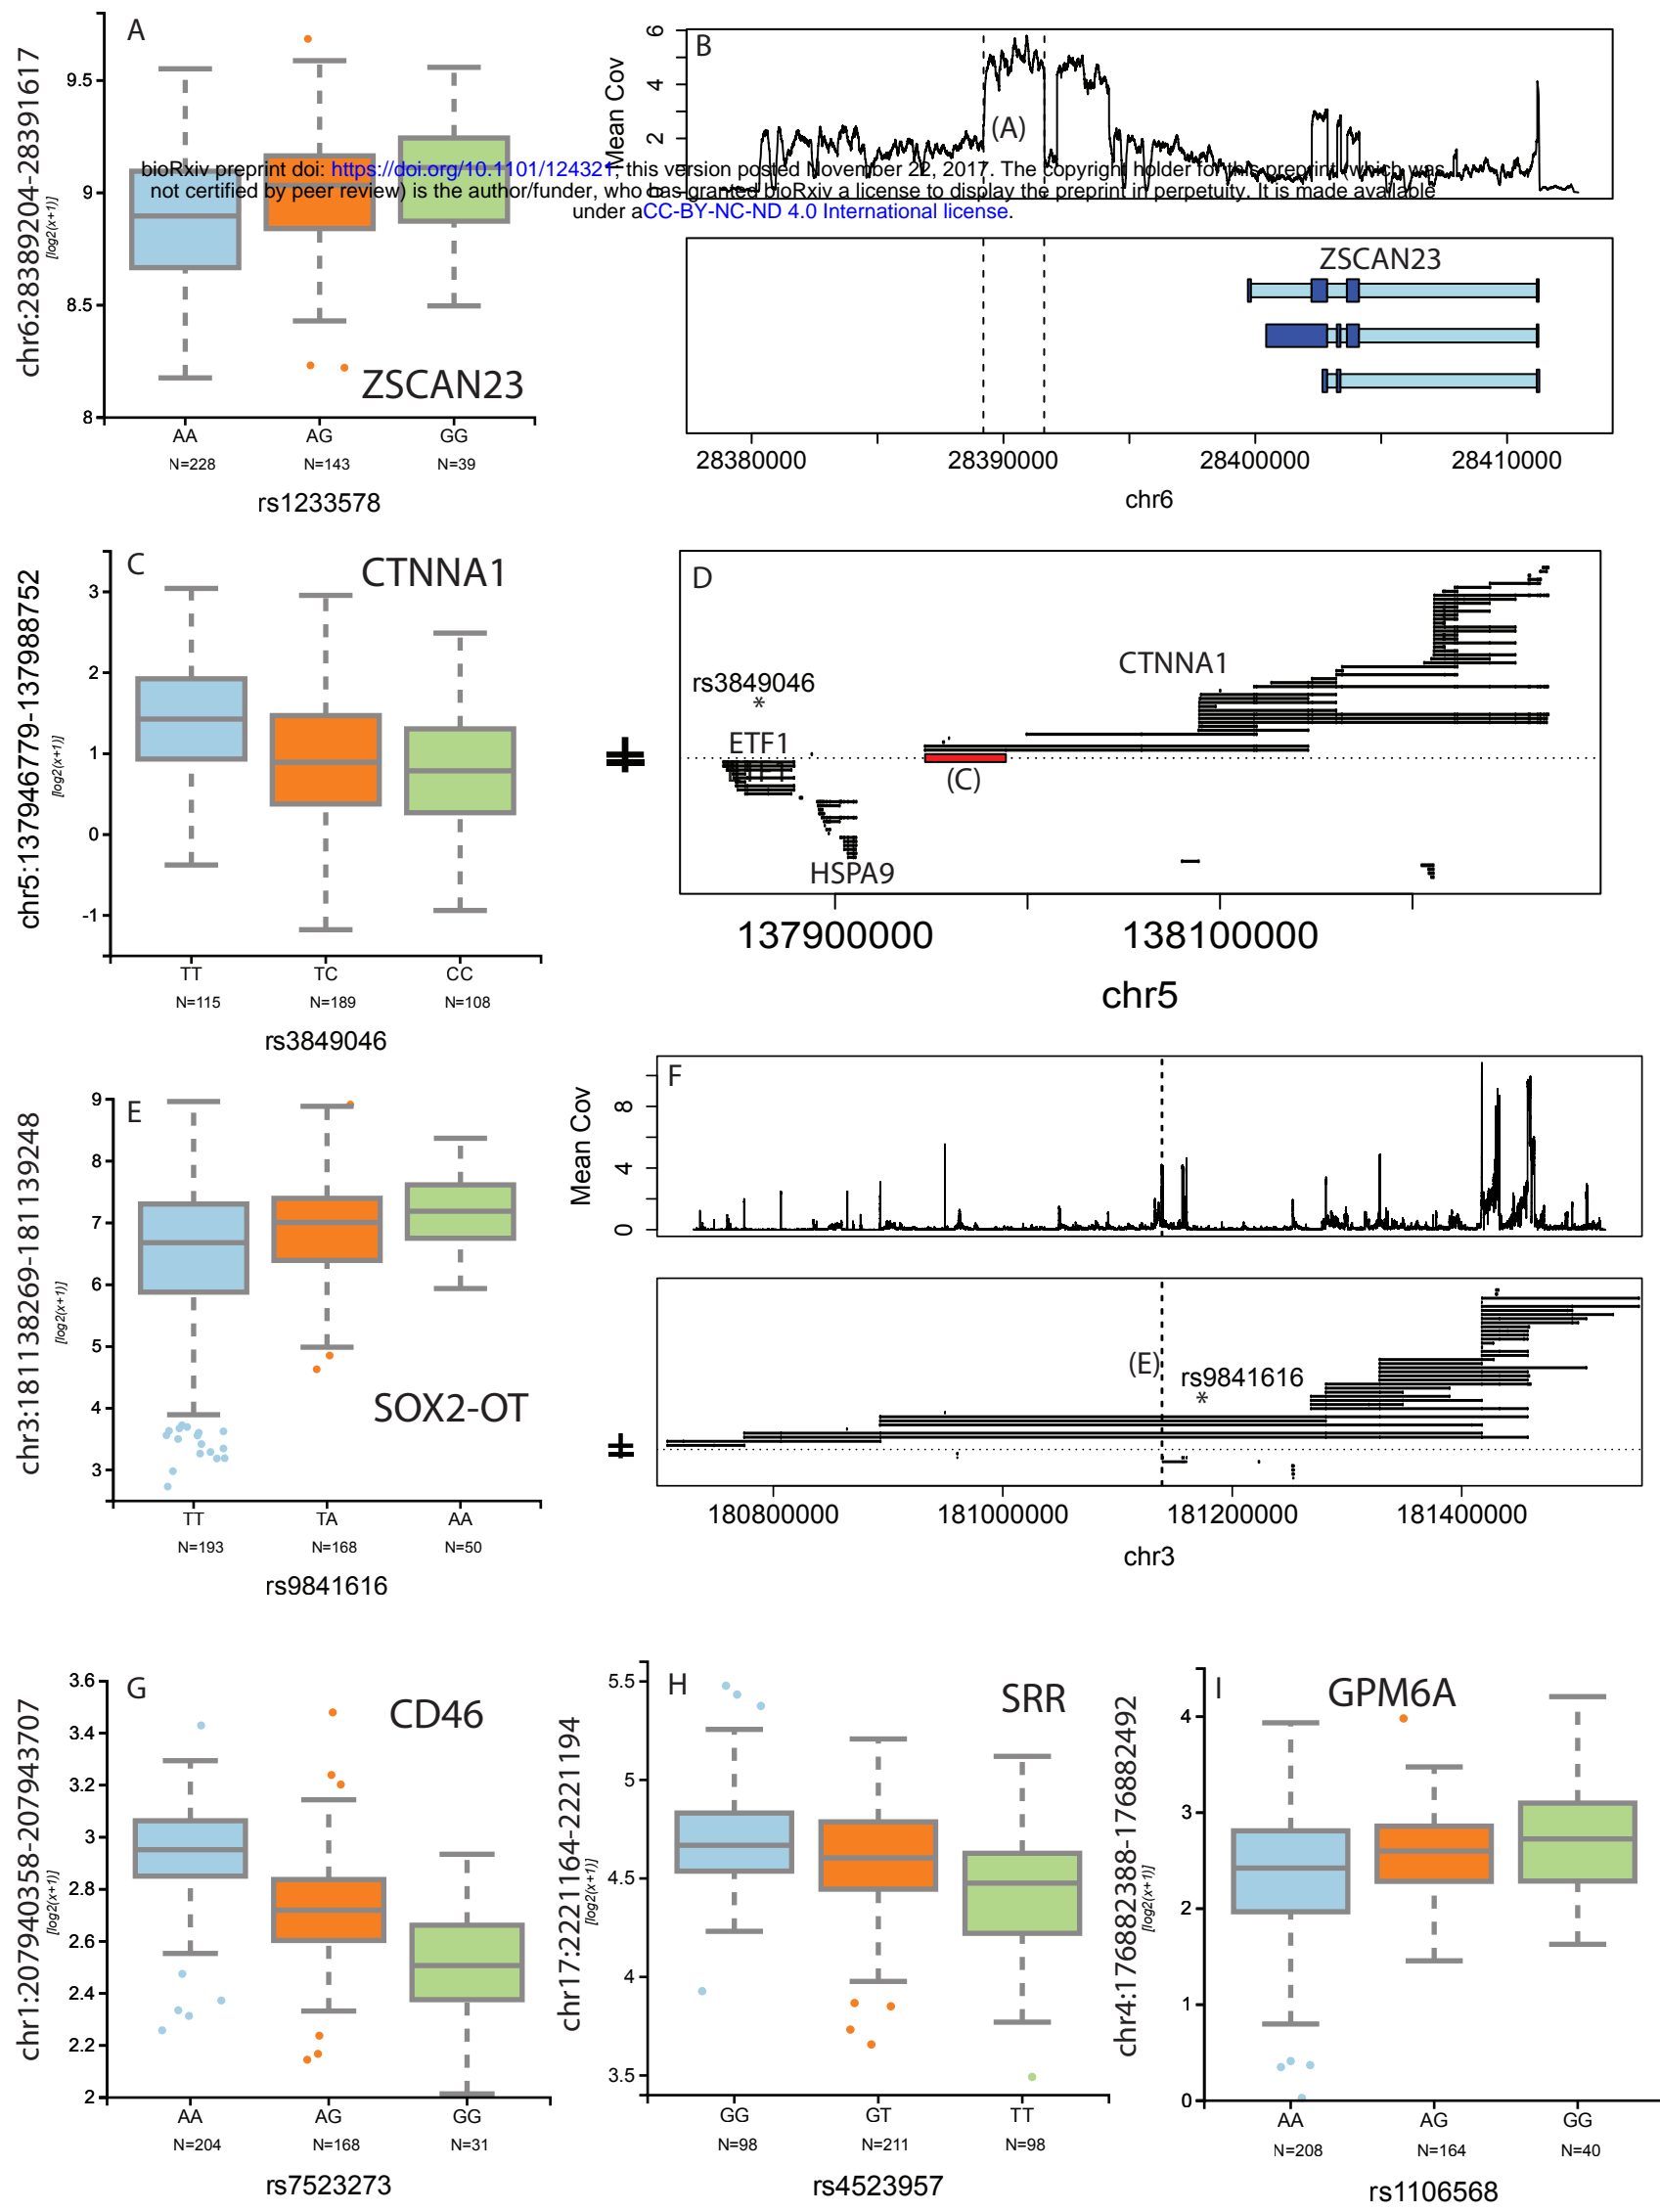 A
chr6:28389204-28391617
[log2(x+1)]
9.5
9
8.5
8
ZSCAN23
AA
AG
GG
N=228
N=143
N=39
rs1233578
B
Mean Cov
6
4
2
0
(A)
bioRxiv preprint doi: https://doi.org/10.1101/124321; this version posted November 22, 2017. The copyright holder for this preprint (which was
not certified by peer review) is the author/funder, who has granted bioRxiv a license to display the preprint in perpetuity. It is made available
under aCC-BY-NC-ND 4.0 International license.
ZSCAN23
28380000
28390000
28400000
28410000
chr6
C
CTNNA1
chr5:137946779-137988752
[log2(x+1)]
3
2
1
0
-1
TT
TC
CC
N=115
N=189
N=108
rs3849046
D
CTNNA1
rs3849046
*
ETF1
+
-
(C)
HSPA9
137900000
138100000
chr5
E
chr3:181138269-181139248
[log2(x+1)]
9
8
7
6
5
4
3
SOX2-OT
TT
TA
AA
N=193
N=168
N=50
rs9841616
F
Mean Cov
8
4
0
(E)
rs9841616
*
+
-
180800000
181000000
181200000
181400000
chr3
G
CD46
chr1:207940358-207943707
[log2(x+1)]
3.6
3.4
3.2
3
2.8
2.6
2.4
2.2
2
AA
AG
GG
N=204
N=168
N=31
rs7523273
H
SRR
chr17:2221164-2221194
[log2(x+1)]
5.5
5
4.5
4
3.5
GG
GT
TT
N=98
N=211
N=98
rs4523957
I
GPM6A
chr4:176882388-176882492
[log2(x+1)]
4
3
2
1
0
AA
AG
GG
N=208
N=164
N=40
rs1106568